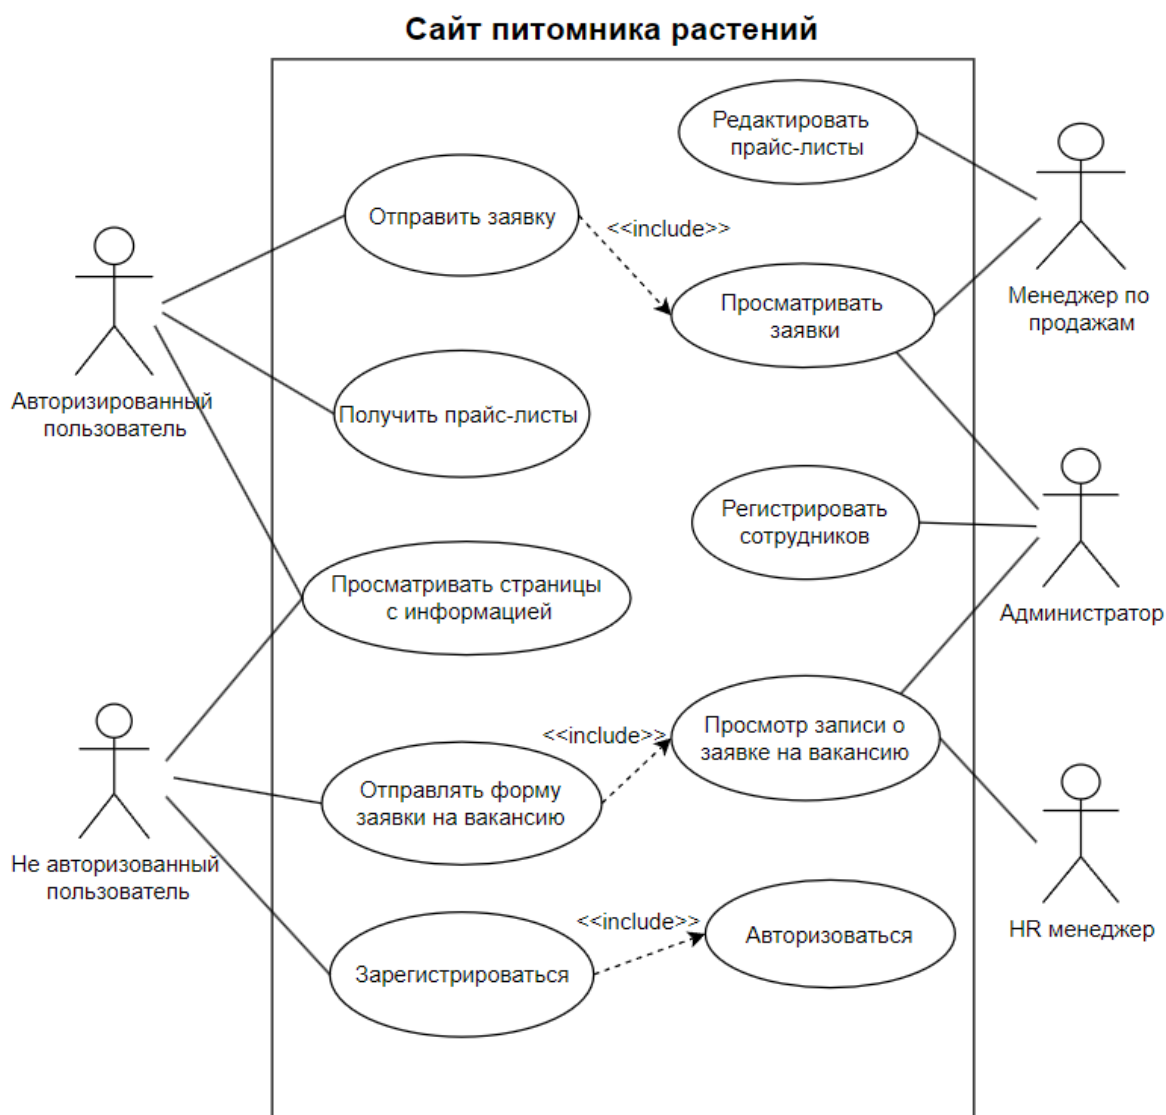 Сайт питомника растений
Редактировать
прайс-листы
Отправить заявку
<<include>>
Просматривать
заявки
Менеджер по
продажам
Авторизированный
пользователь
Получить прайс-листы
Регистрировать
сотрудников
Просматривать страницы
с информацией
Администратор
<<include>>
Просмотр записи о
заявке на вакансию
Отправлять форму
заявки на вакансию
Не авторизованный
пользователь
<<include>>
Авторизоваться
HR менеджер
Зарегистрироваться